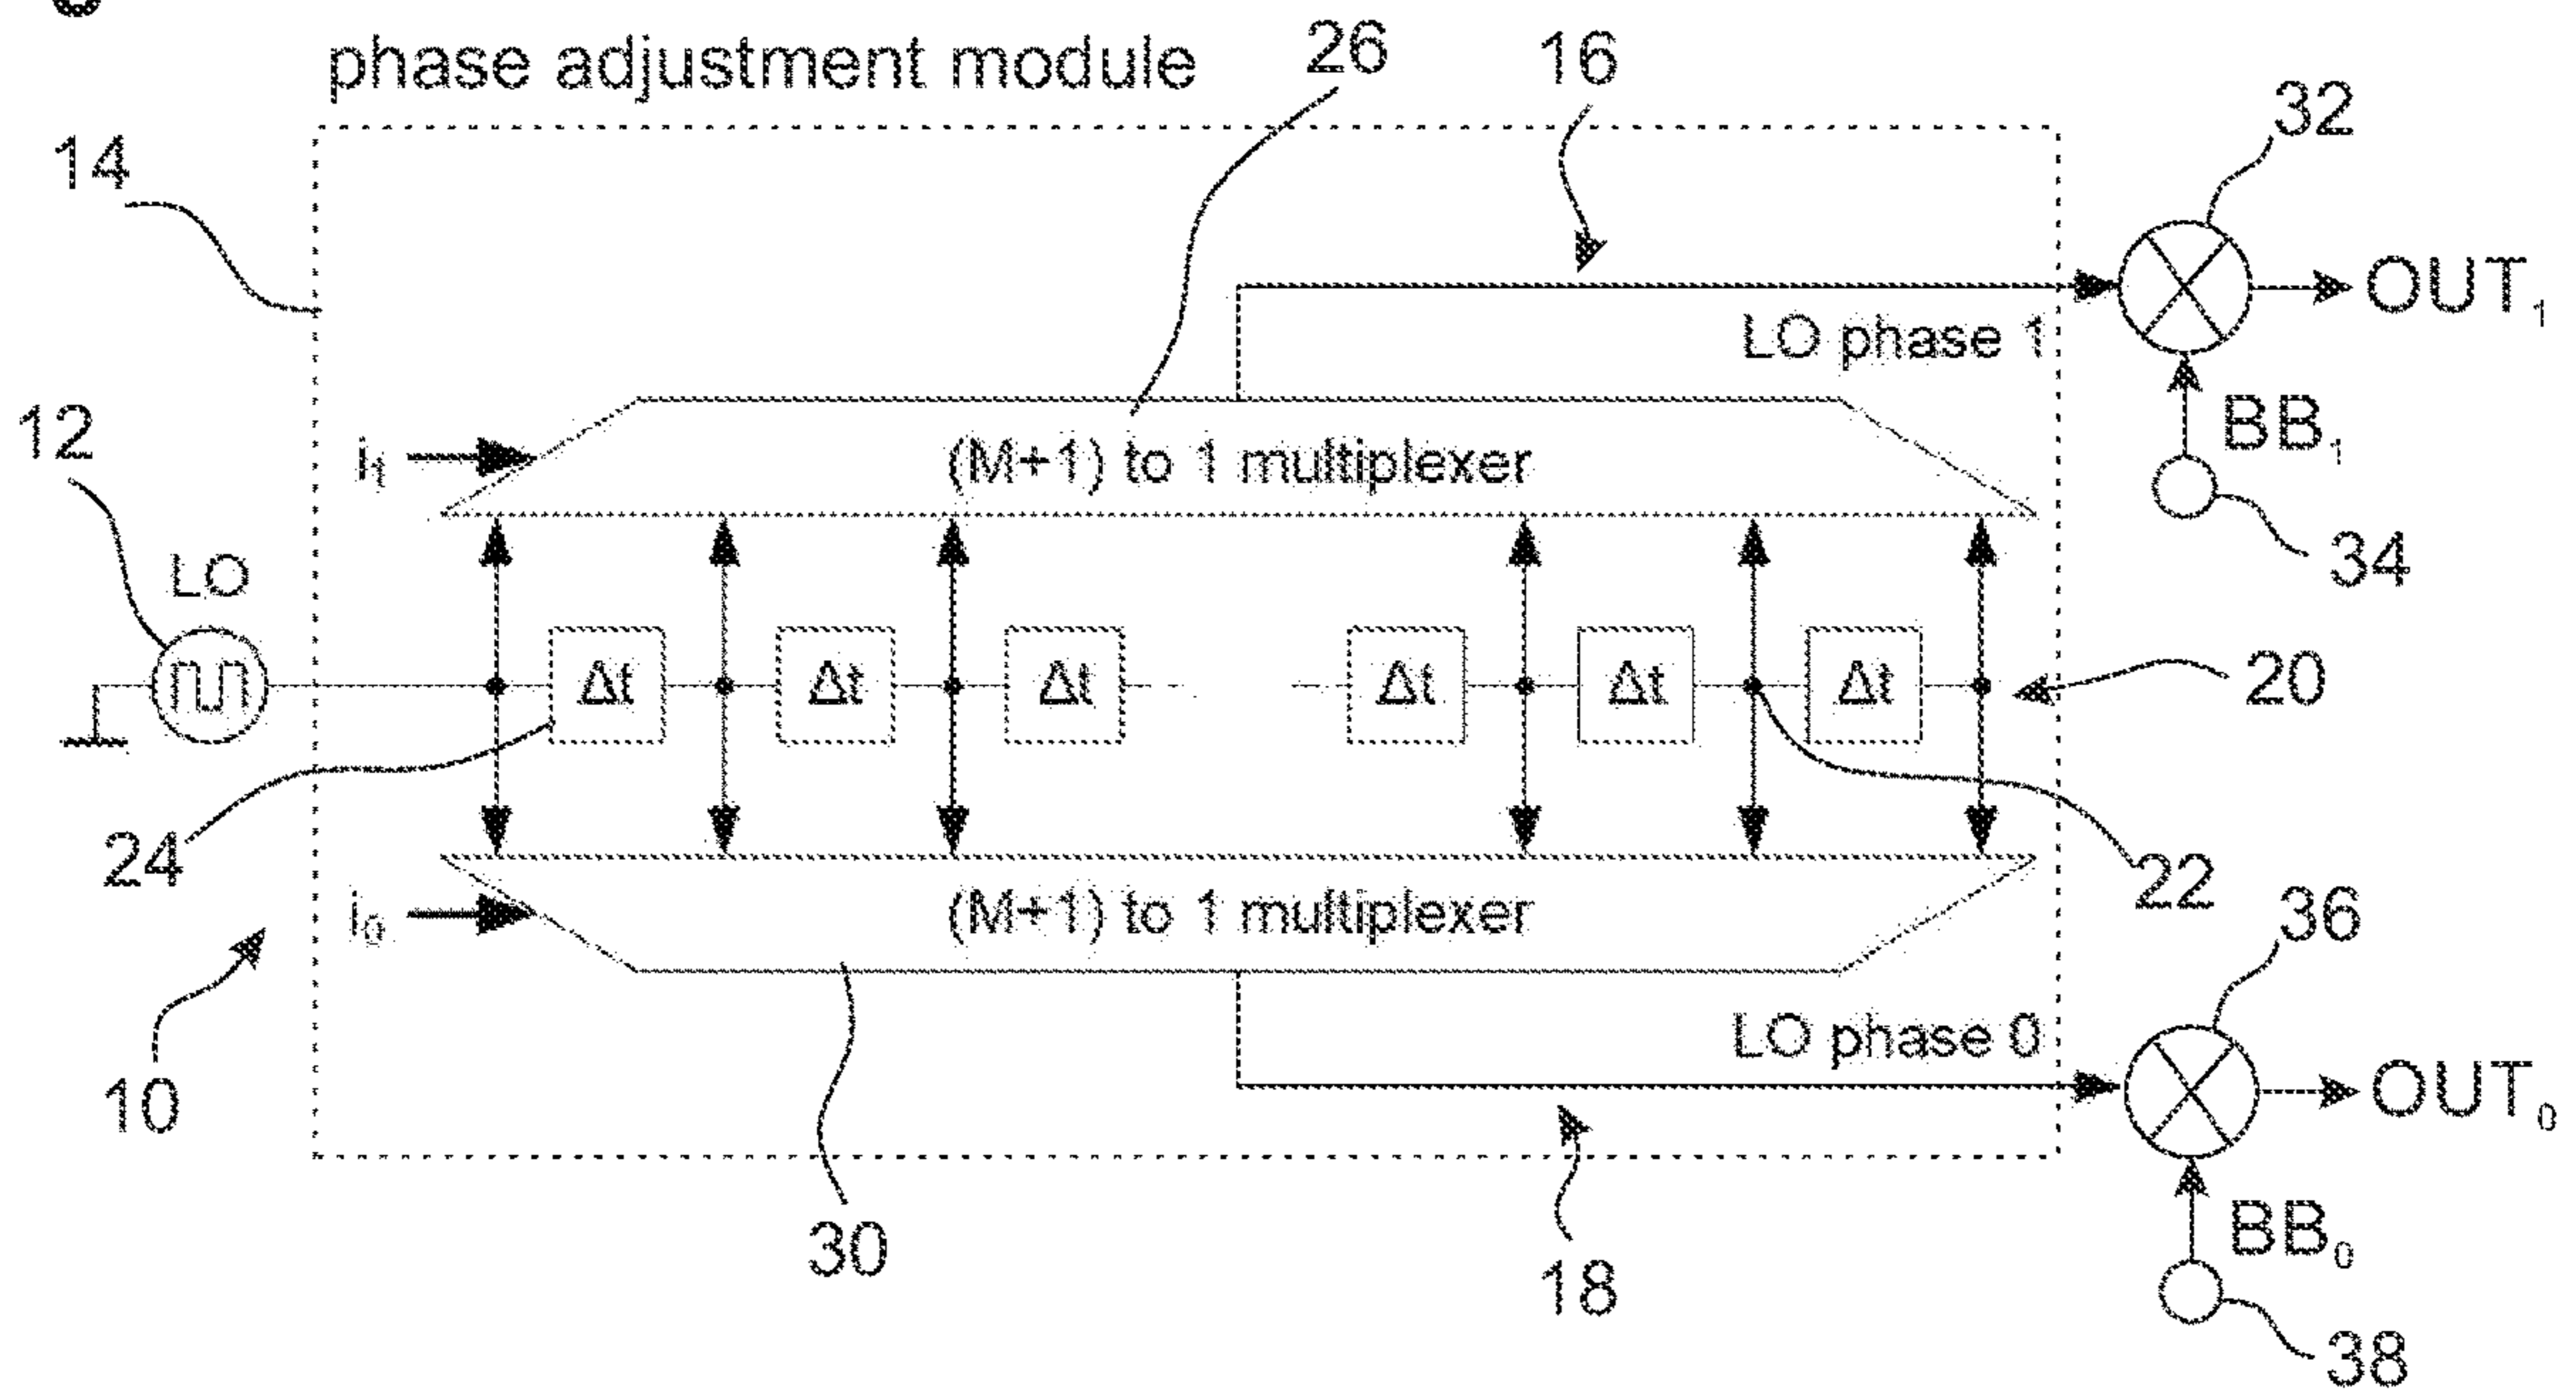 phase adjustment module
26
16
32
14
OUT1
LO phase 1
12
i1
(M+1) to 1 multiplexer
BB1
34
LO
Δt
Δt
Δt
Δt
Δt
Δt
20
24
22
i0
(M+1) to 1 multiplexer
36
LO phase 0
10
OUT0
30
18
BB0
38